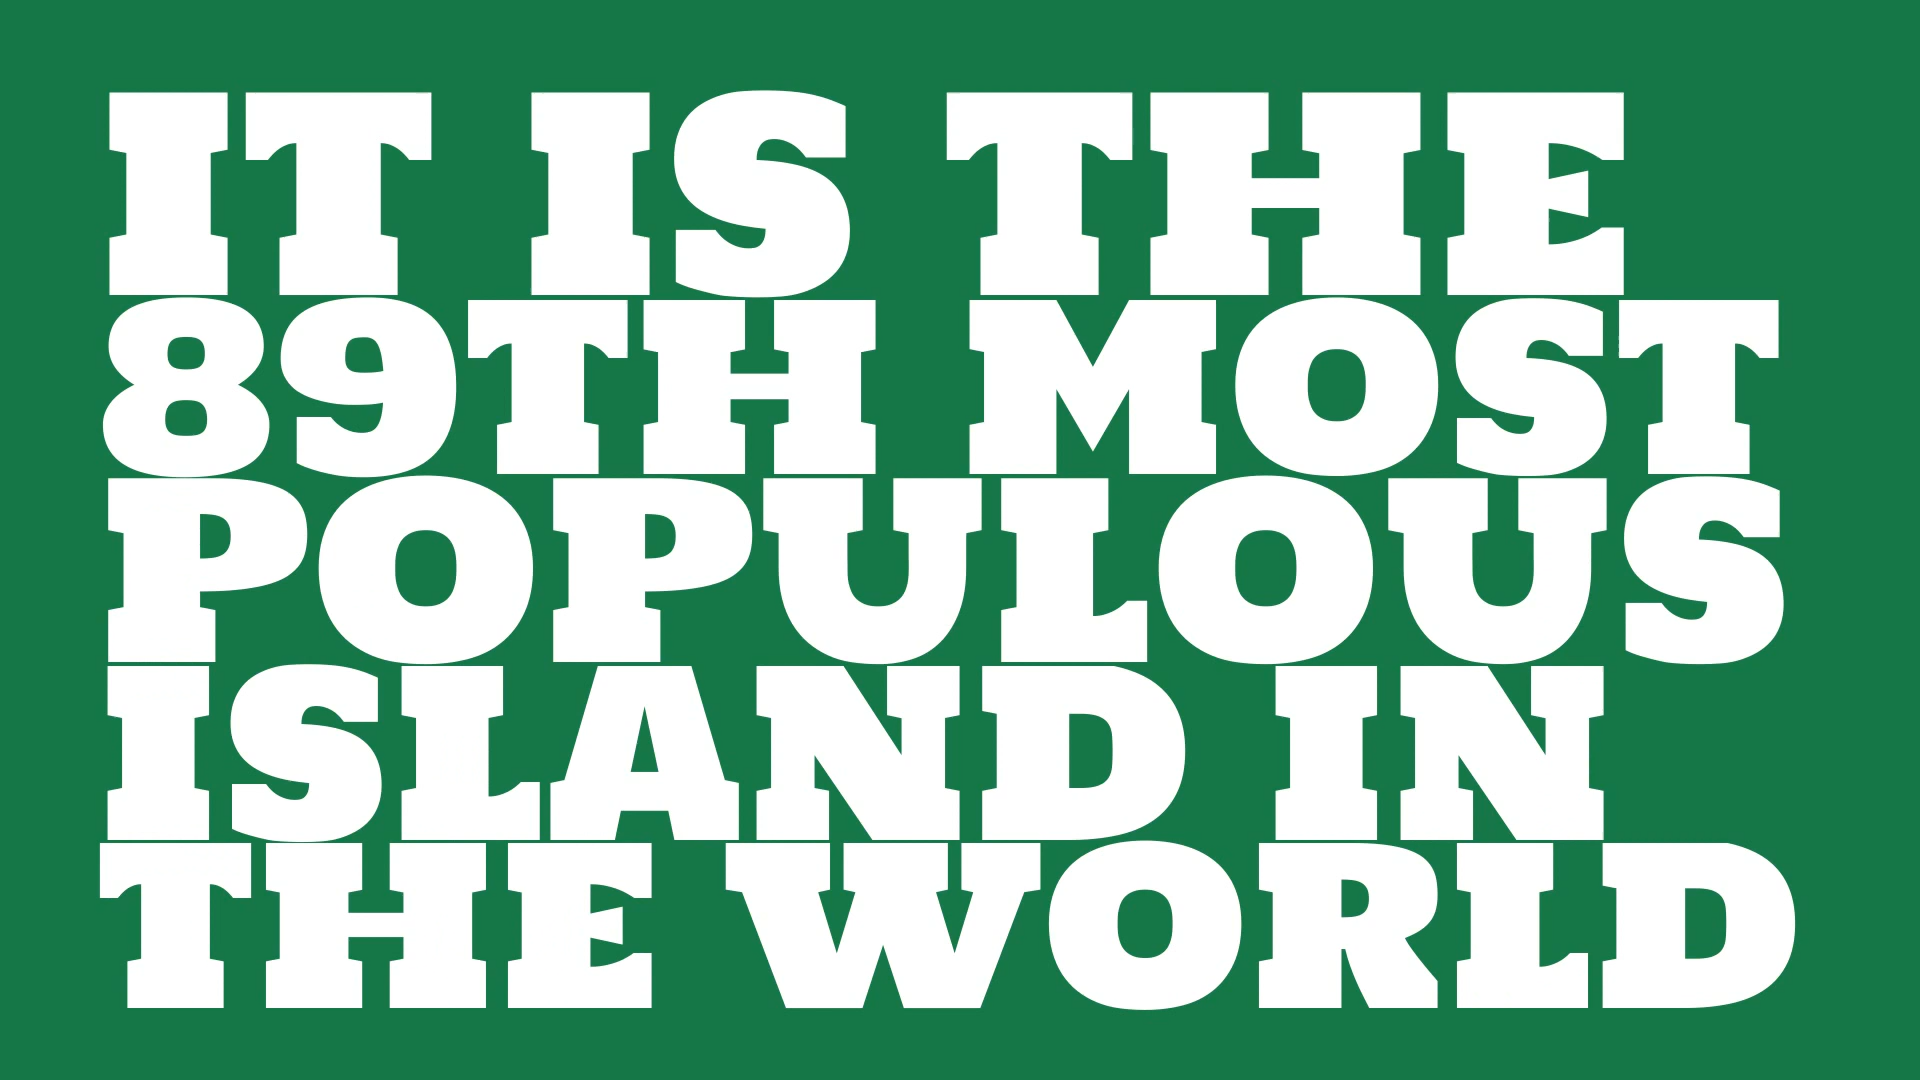 IT IS THE
89TH MOST
POPULOUS
ISLAND IN
THE WORLD